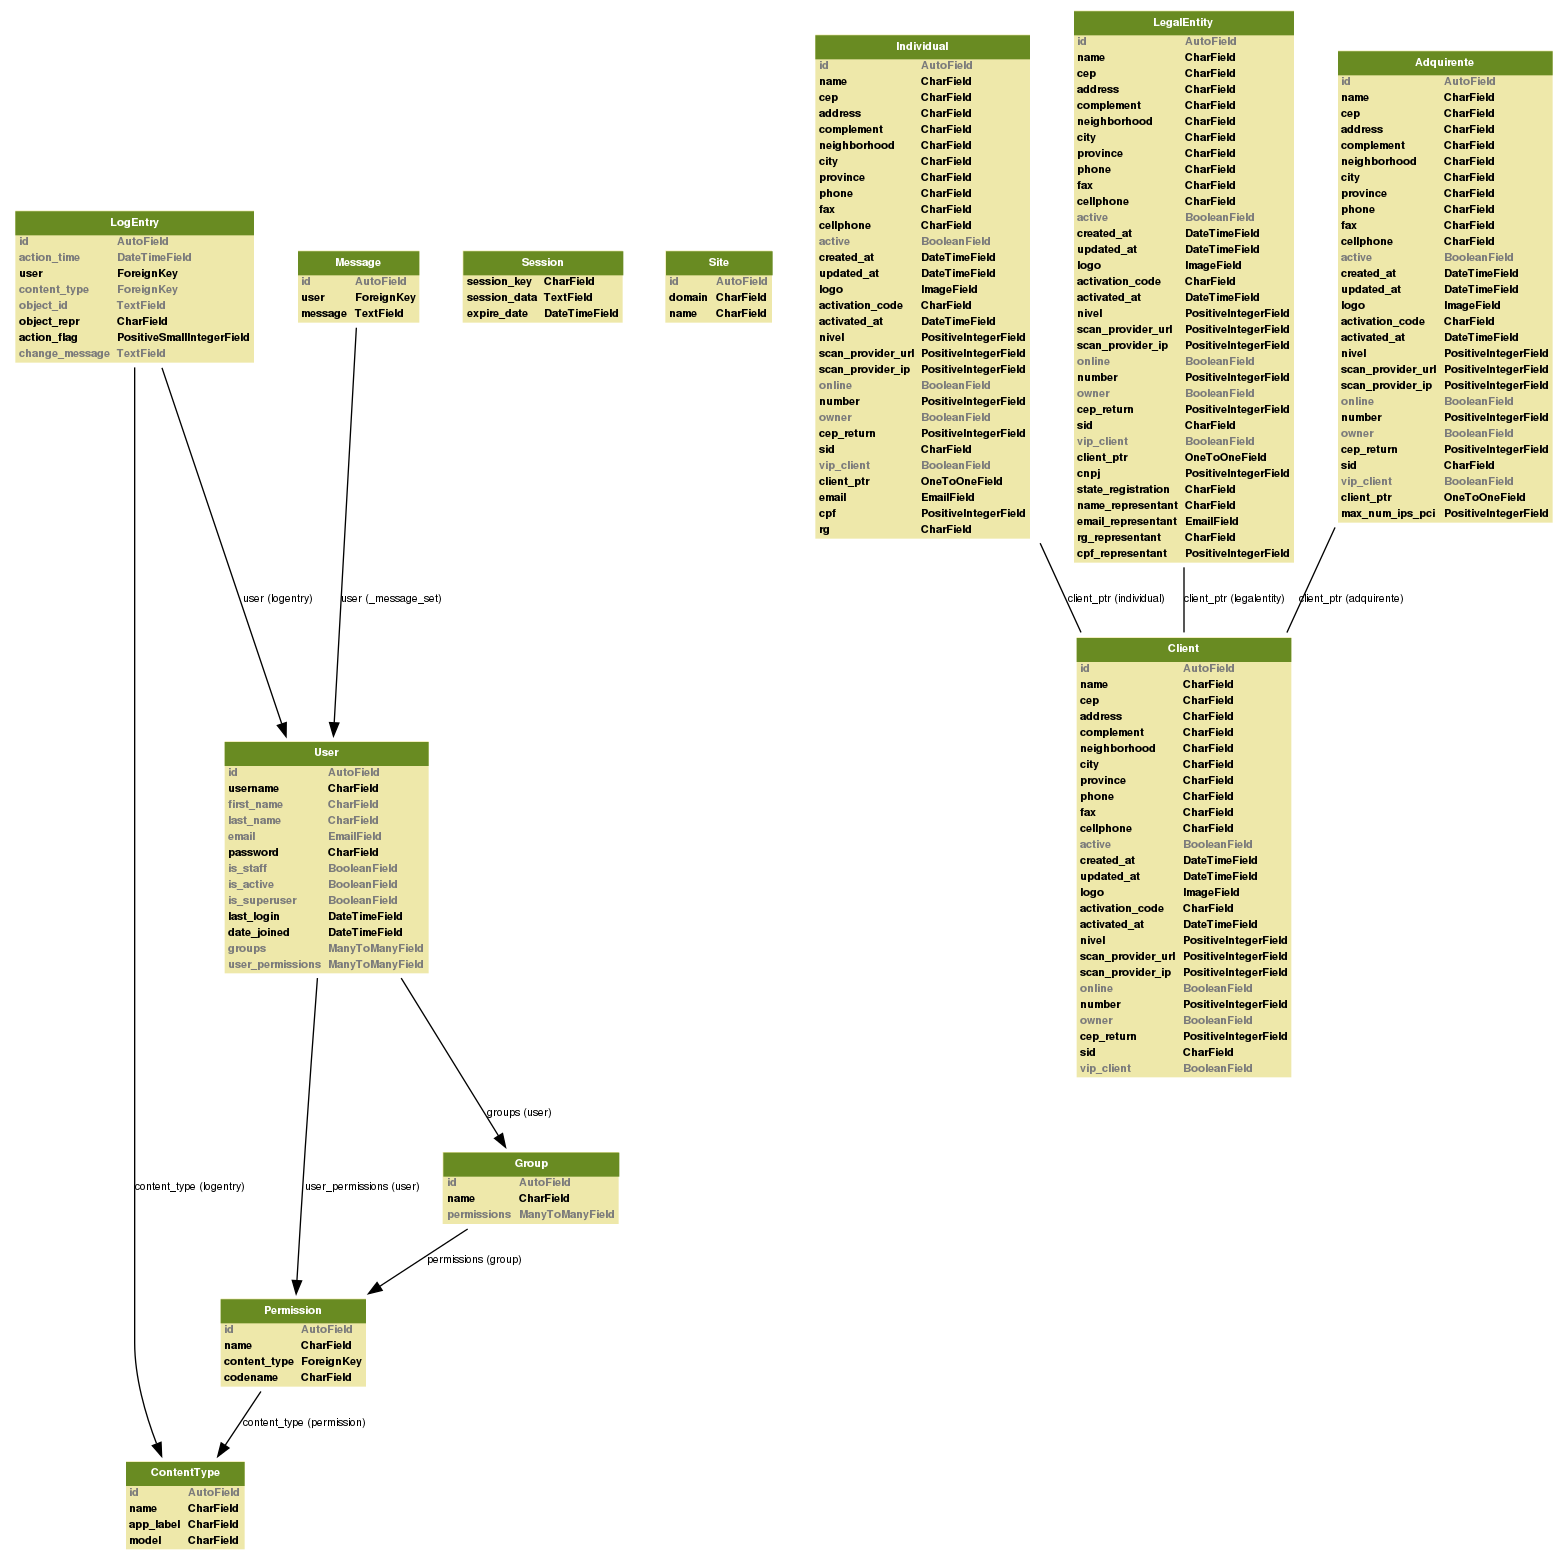 LogEntry
id AutoField
action_time DateTimeField
user ForeignKey
content_type ForeignKey
object_id TextField
object_repr CharField
action_flag PositiveSmallIntegerField
change_message TextField
Message
id AutoField
user ForeignKey
message TextField
Session
session_key CharField
session_data TextField
expire_date DateTimeField
Site
id AutoField
domain CharField
name CharField
Individual
id AutoField
name CharField
cep CharField
address CharField
complement CharField
neighborhood CharField
city CharField
province CharField
phone CharField
fax CharField
cellphone CharField
active BooleanField
created_at DateTimeField
updated_at DateTimeField
logo ImageField
activation_code CharField
activated_at DateTimeField
nivel PositiveIntegerField
scan_provider_url PositiveIntegerField
scan_provider_ip PositiveIntegerField
online BooleanField
number PositiveIntegerField
owner BooleanField
cep_return PositiveIntegerField
sid CharField
vip_client BooleanField
client_ptr OneToOneField
email EmailField
cpf PositiveIntegerField
rg CharField
LegalEntity
id AutoField
name CharField
cep CharField
address CharField
complement CharField
neighborhood CharField
city CharField
province CharField
phone CharField
fax CharField
cellphone CharField
active BooleanField
created_at DateTimeField
updated_at DateTimeField
logo ImageField
activation_code CharField
activated_at DateTimeField
nivel PositiveIntegerField
scan_provider_url PositiveIntegerField
scan_provider_ip PositiveIntegerField
online BooleanField
number PositiveIntegerField
owner BooleanField
cep_return PositiveIntegerField
sid CharField
vip_client BooleanField
client_ptr OneToOneField
cnpj PositiveIntegerField
state_registration CharField
name_representant CharField
email_representant EmailField
rg_representant CharField
cpf_representant PositiveIntegerField
Adquirente
id AutoField
name CharField
cep CharField
address CharField
complement CharField
neighborhood CharField
city CharField
province CharField
phone CharField
fax CharField
cellphone CharField
active BooleanField
created_at DateTimeField
updated_at DateTimeField
logo ImageField
activation_code CharField
activated_at DateTimeField
nivel PositiveIntegerField
scan_provider_url PositiveIntegerField
scan_provider_ip PositiveIntegerField
online BooleanField
number PositiveIntegerField
owner BooleanField
cep_return PositiveIntegerField
sid CharField
vip_client BooleanField
client_ptr OneToOneField
max_num_ips_pci PositiveIntegerField
user (logentry)
user (_message_set)
client_ptr (individual)
client_ptr (legalentity)
client_ptr (adquirente)
User
id AutoField
username CharField
first_name CharField
last_name CharField
email EmailField
password CharField
is_staff BooleanField
is_active BooleanField
is_superuser BooleanField
last_login DateTimeField
date_joined DateTimeField
groups ManyToManyField
user_permissions ManyToManyField
Client
id AutoField
name CharField
cep CharField
address CharField
complement CharField
neighborhood CharField
city CharField
province CharField
phone CharField
fax CharField
cellphone CharField
active BooleanField
created_at DateTimeField
updated_at DateTimeField
logo ImageField
activation_code CharField
activated_at DateTimeField
nivel PositiveIntegerField
scan_provider_url PositiveIntegerField
scan_provider_ip PositiveIntegerField
online BooleanField
number PositiveIntegerField
owner BooleanField
cep_return PositiveIntegerField
sid CharField
vip_client BooleanField
groups (user)
content_type (logentry)
user_permissions (user)
Group
id AutoField
name CharField
permissions ManyToManyField
permissions (group)
Permission
id AutoField
name CharField
content_type ForeignKey
codename CharField
content_type (permission)
ContentType
id AutoField
name CharField
app_label CharField
model CharField